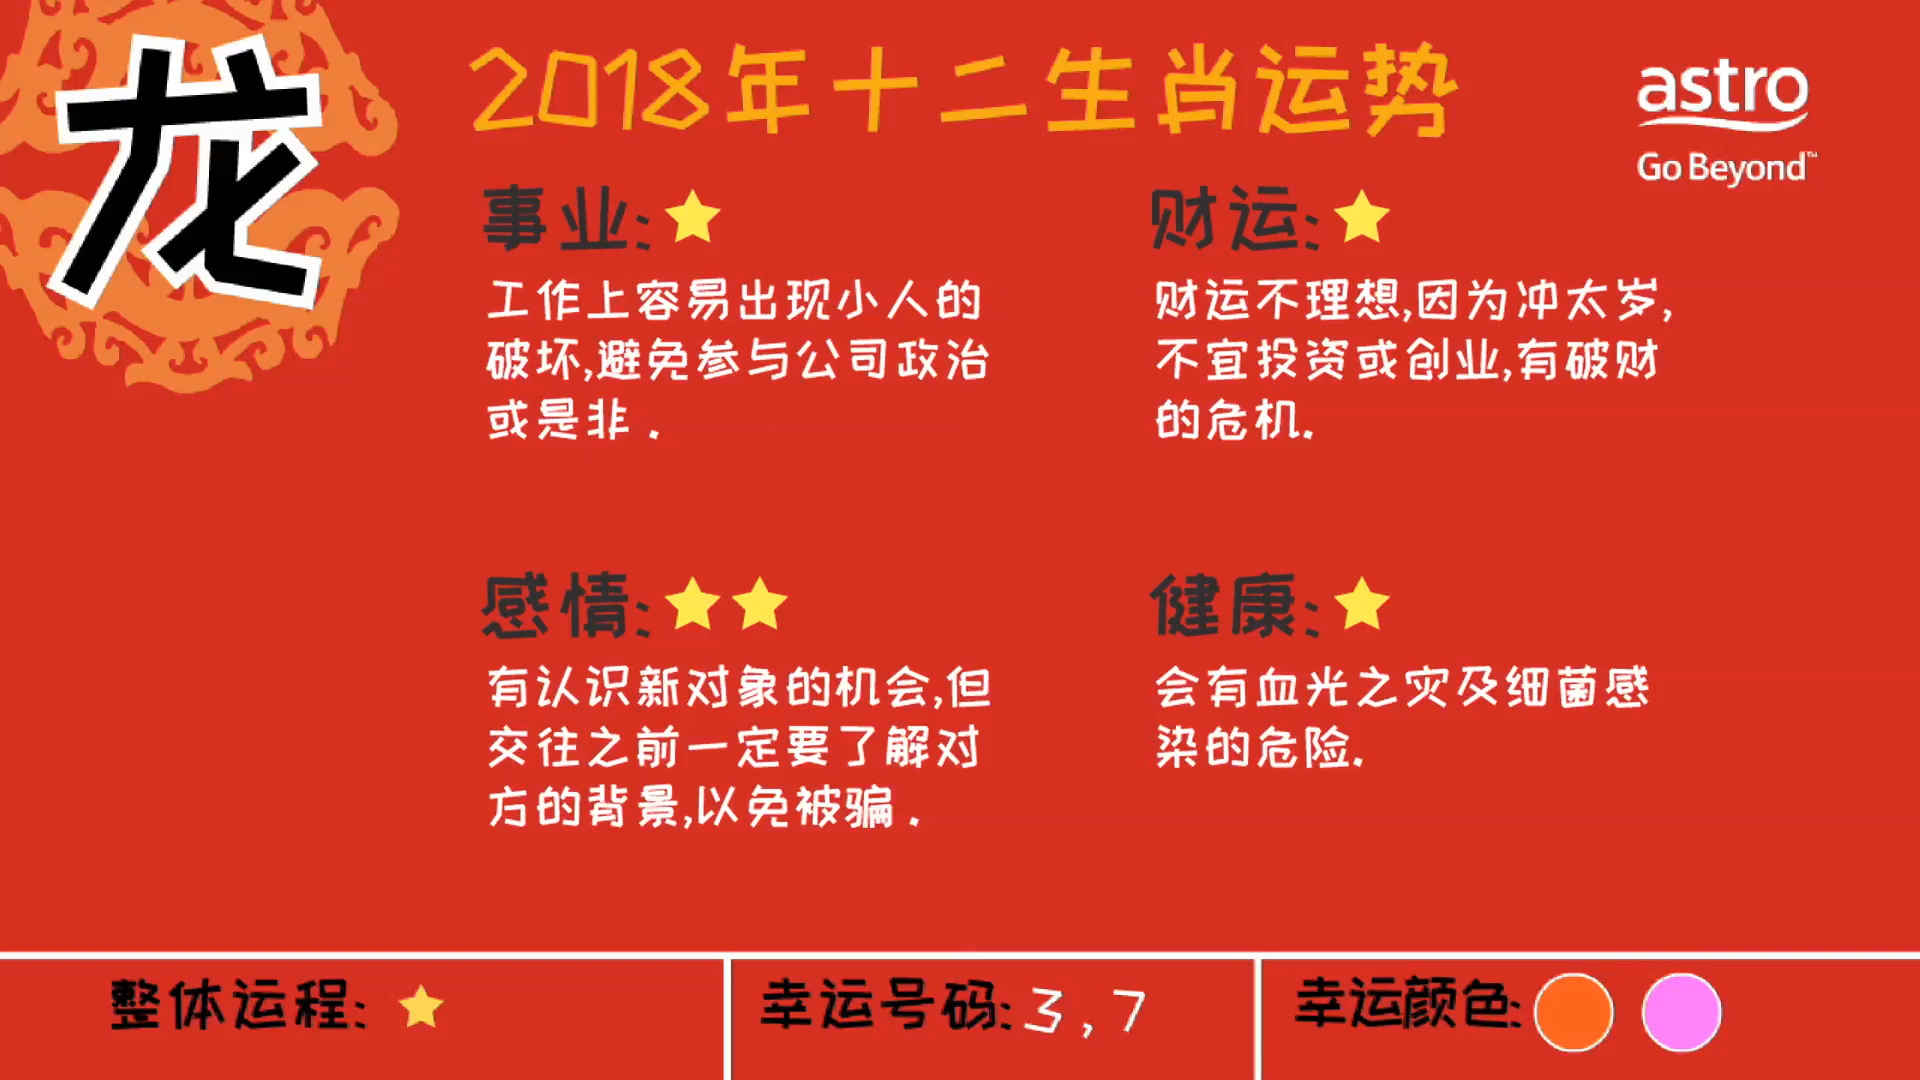 龙
2018年十二生肖运势
astro
Go Beyond™
事业:
工作上容易出现小人的
破坏,避免参与公司政治
或是非.
财运:
财运不理想,因为冲太岁,
不宜投资或创业,有破财
的危机.
感情:
有认识新对象的机会,但
交往之前一定要了解对
方的背景,以免被骗.
健康:
会有血光之灾及细菌感
染的危险.
整体运程:
幸运号码:3,7
幸运颜色: